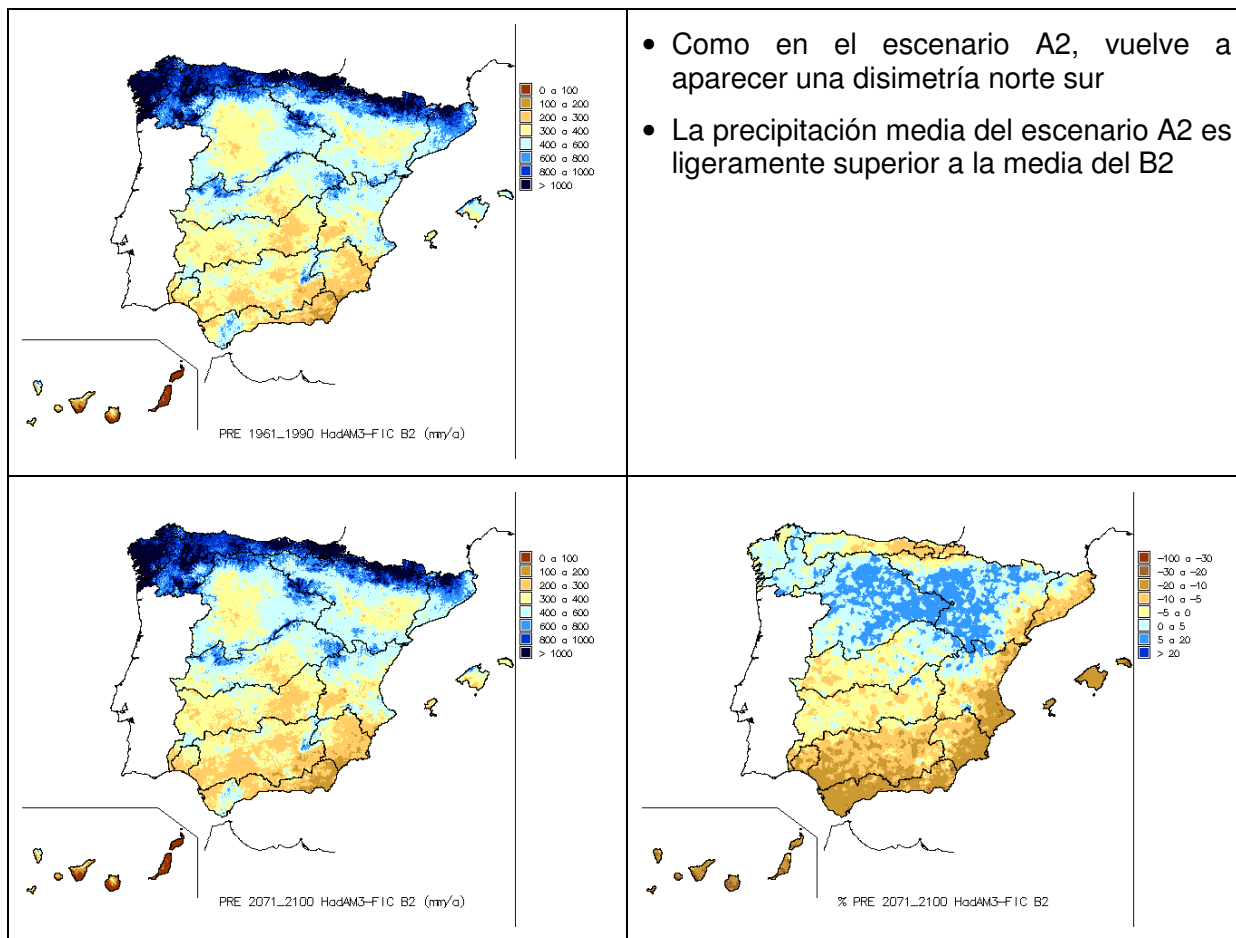 0 a 100
100 a 200
200 a 300
300 a 400
400 a 600
600 a 800
800 a 1000
> 1000
PRE 1961_1990 HadAM3-FIC B2 (mm/a)
• Como en el escenario A2, vuelve a
aparecer una disimetría norte sur
• La precipitación media del escenario A2 es
ligeramente superior a la media del B2
0 a 100
100 a 200
200 a 300
300 a 400
400 a 600
600 a 800
800 a 1000
> 1000
PRE 2071_2100 HadAM3-FIC B2 (mm/a)
-100 a -30
-30 a -20
-20 a -10
-10 a -5
-5 a 0
0 a 5
5 a 20
> 20
% PRE 2071_2100 HadAM3-FIC B2